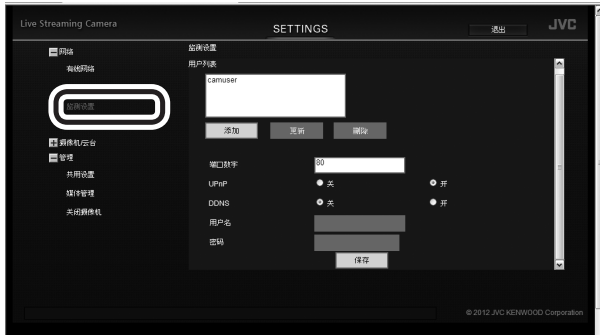 Live Streaming Camera
SETTINGS
退出
JVC
网络
有线网络
监测设置
摄像机/云台
管理
共用设置
媒体管理
关闭摄像机
监测设置
用户列表
camuser
添加 更新 删除
端口数字 80
UPnP 关 开
DDNS 关 开
用户名
密码
保存
© 2012 JVC KENWOOD Corporation